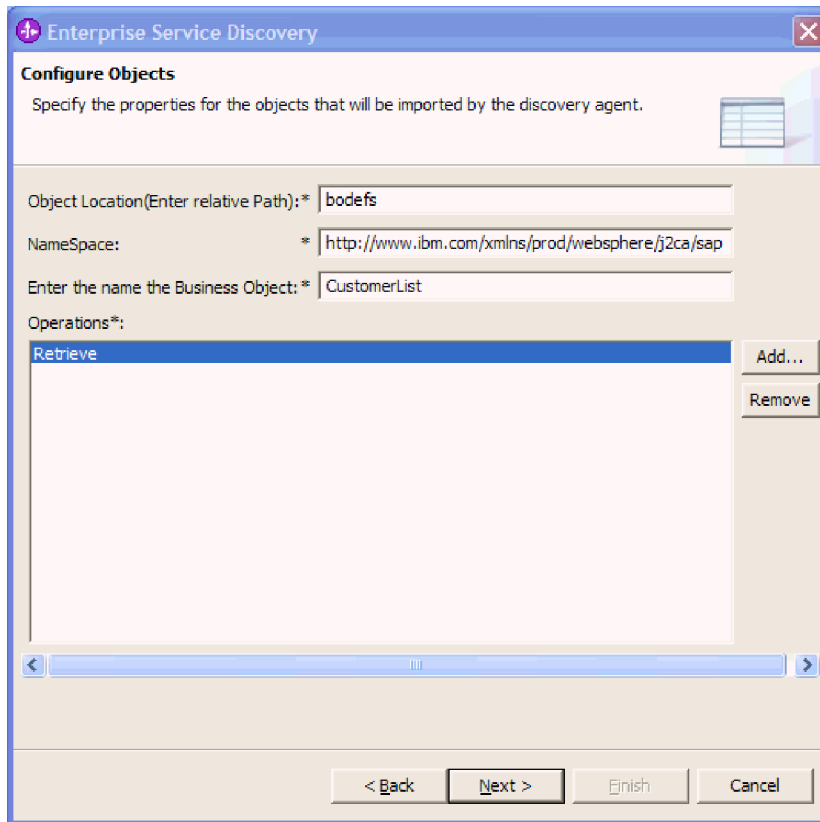 Enterprise Service Discovery
Configure Objects
Specify the properties for the objects that will be imported by the discovery agent.
Object Location(Enter relative Path):* bodefs
NameSpace: * http://www.ibm.com/xmlns/prod/websphere/j2ca/sap
Enter the name the Business Object:* CustomerList
Operations*:
Retrieve
Add...
Remove
< Back Next > Finish Cancel